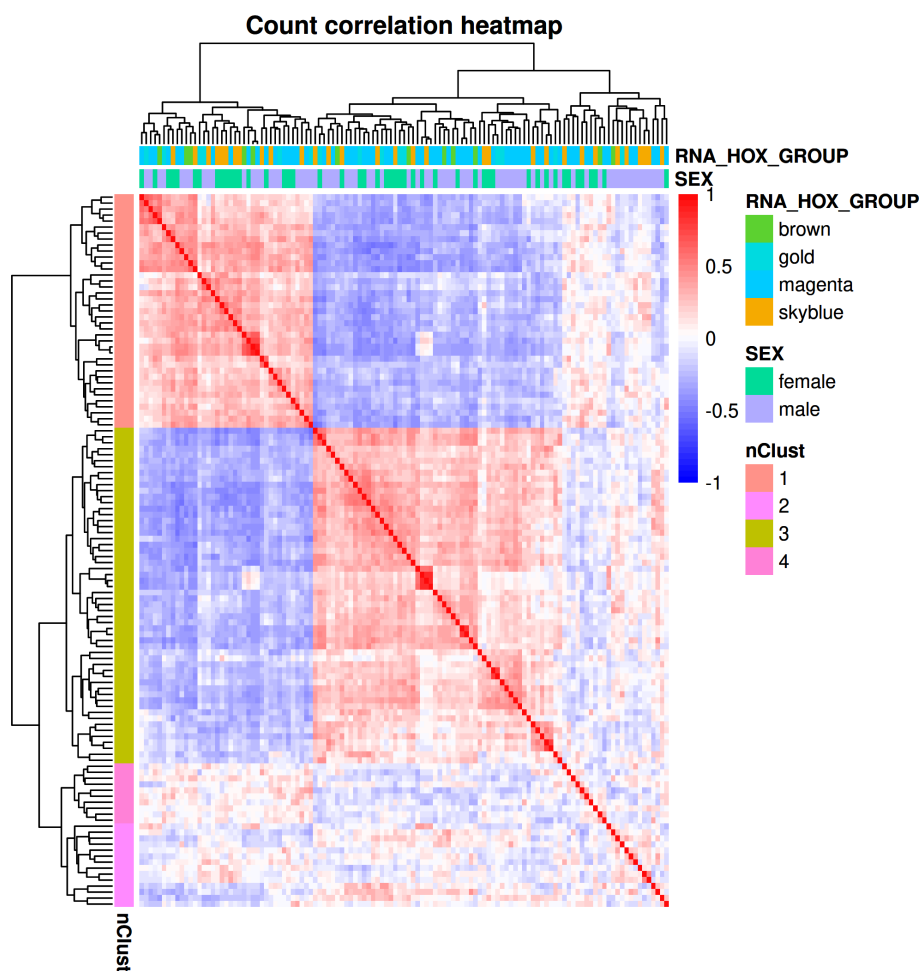 Count correlation heatmap
RNA_HOX_GROUP
SEX
1
0.5
0
-0.5
-1
RNA_HOX_GROUP
brown
gold
magenta
skyblue
SEX
female
male
nClust
1
2
3
4
nClust